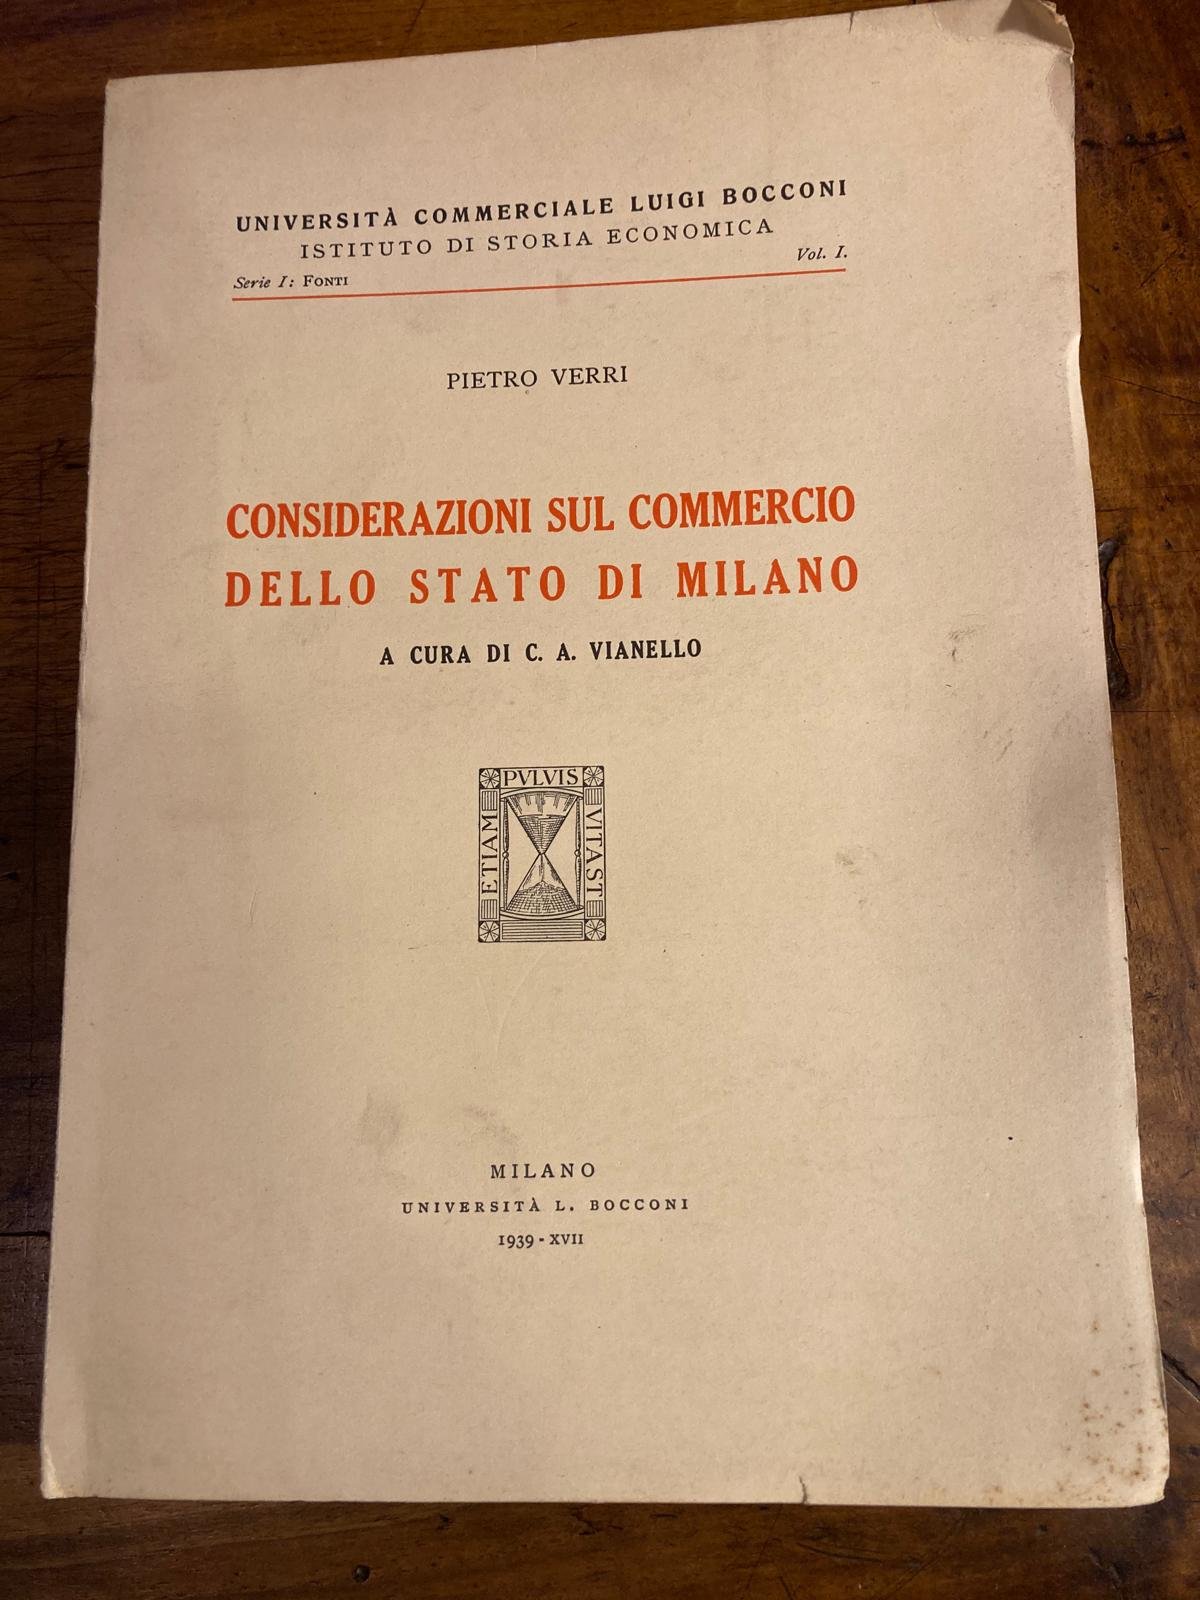 UNIVERSITÀ COMMERCIALE LUIGI BOCCONI
ISTITUTO DI STORIA ECONOMICA
Serie I: FONTI Vol. I.
PIETRO VERRI
CONSIDERAZIONI SUL COMMERCIO
DELLO STATO DI MILANO
A CURA DI C. A. VIANELLO
ETIAM
PVLVIS
VITAST
MILANO
UNIVERSITÀ L. BOCCONI
1939 - XVII